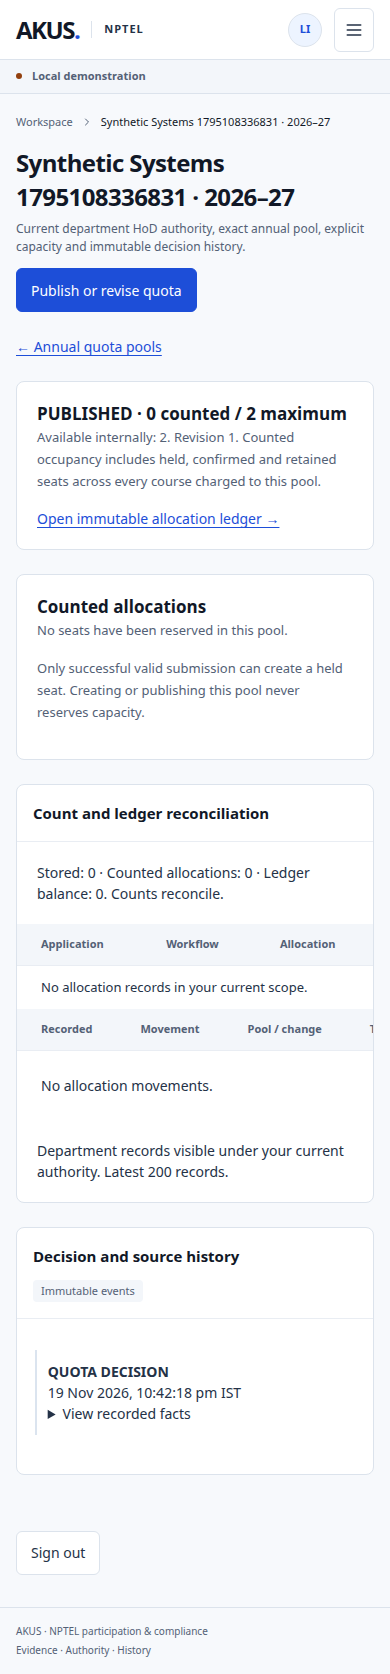 AKUS. NPTEL LI
Local demonstration
Workspace > Synthetic Systems 1795108336831 · 2026–27
Synthetic Systems
1795108336831 · 2026–27
Current department HoD authority, exact annual pool, explicit
capacity and immutable decision history.
Publish or revise quota
← Annual quota pools
PUBLISHED · 0 counted / 2 maximum
Available internally: 2. Revision 1. Counted
occupancy includes held, confirmed and retained
seats across every course charged to this pool.
Open immutable allocation ledger →
Counted allocations
No seats have been reserved in this pool.
Only successful valid submission can create a held
seat. Creating or publishing this pool never
reserves capacity.
Count and ledger reconciliation
Stored: 0 · Counted allocations: 0 · Ledger
balance: 0. Counts reconcile.
Application Workflow Allocation
No allocation records in your current scope.
Recorded Movement Pool / change
No allocation movements.
Department records visible under your current
authority. Latest 200 records.
Decision and source history
Immutable events
QUOTA DECISION
19 Nov 2026, 10:42:18 pm IST
▶ View recorded facts
Sign out
AKUS · NPTEL participation & compliance
Evidence · Authority · History